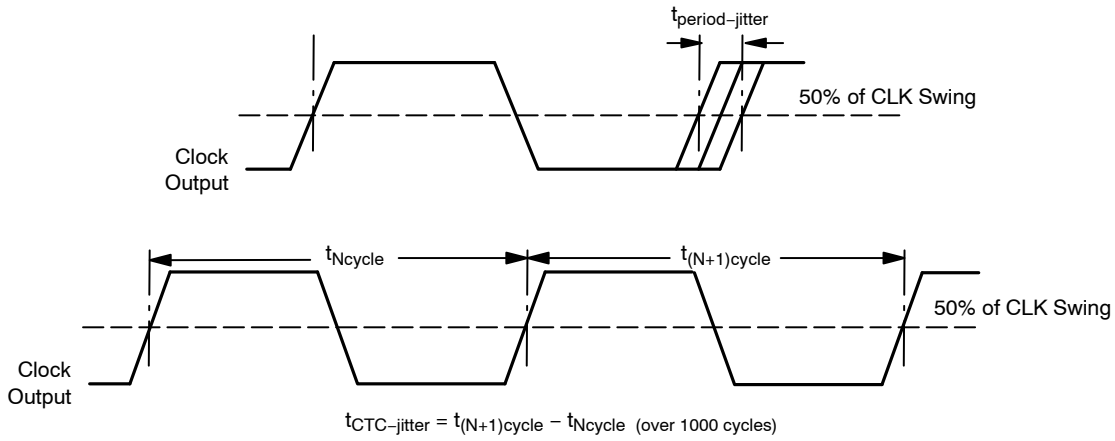 tperiod−jitter
50% of CLK Swing
Clock
Output
tNcycle
t(N+1)cycle
50% of CLK Swing
Clock
Output
tCTC−jitter = t(N+1)cycle − tNcycle (over 1000 cycles)